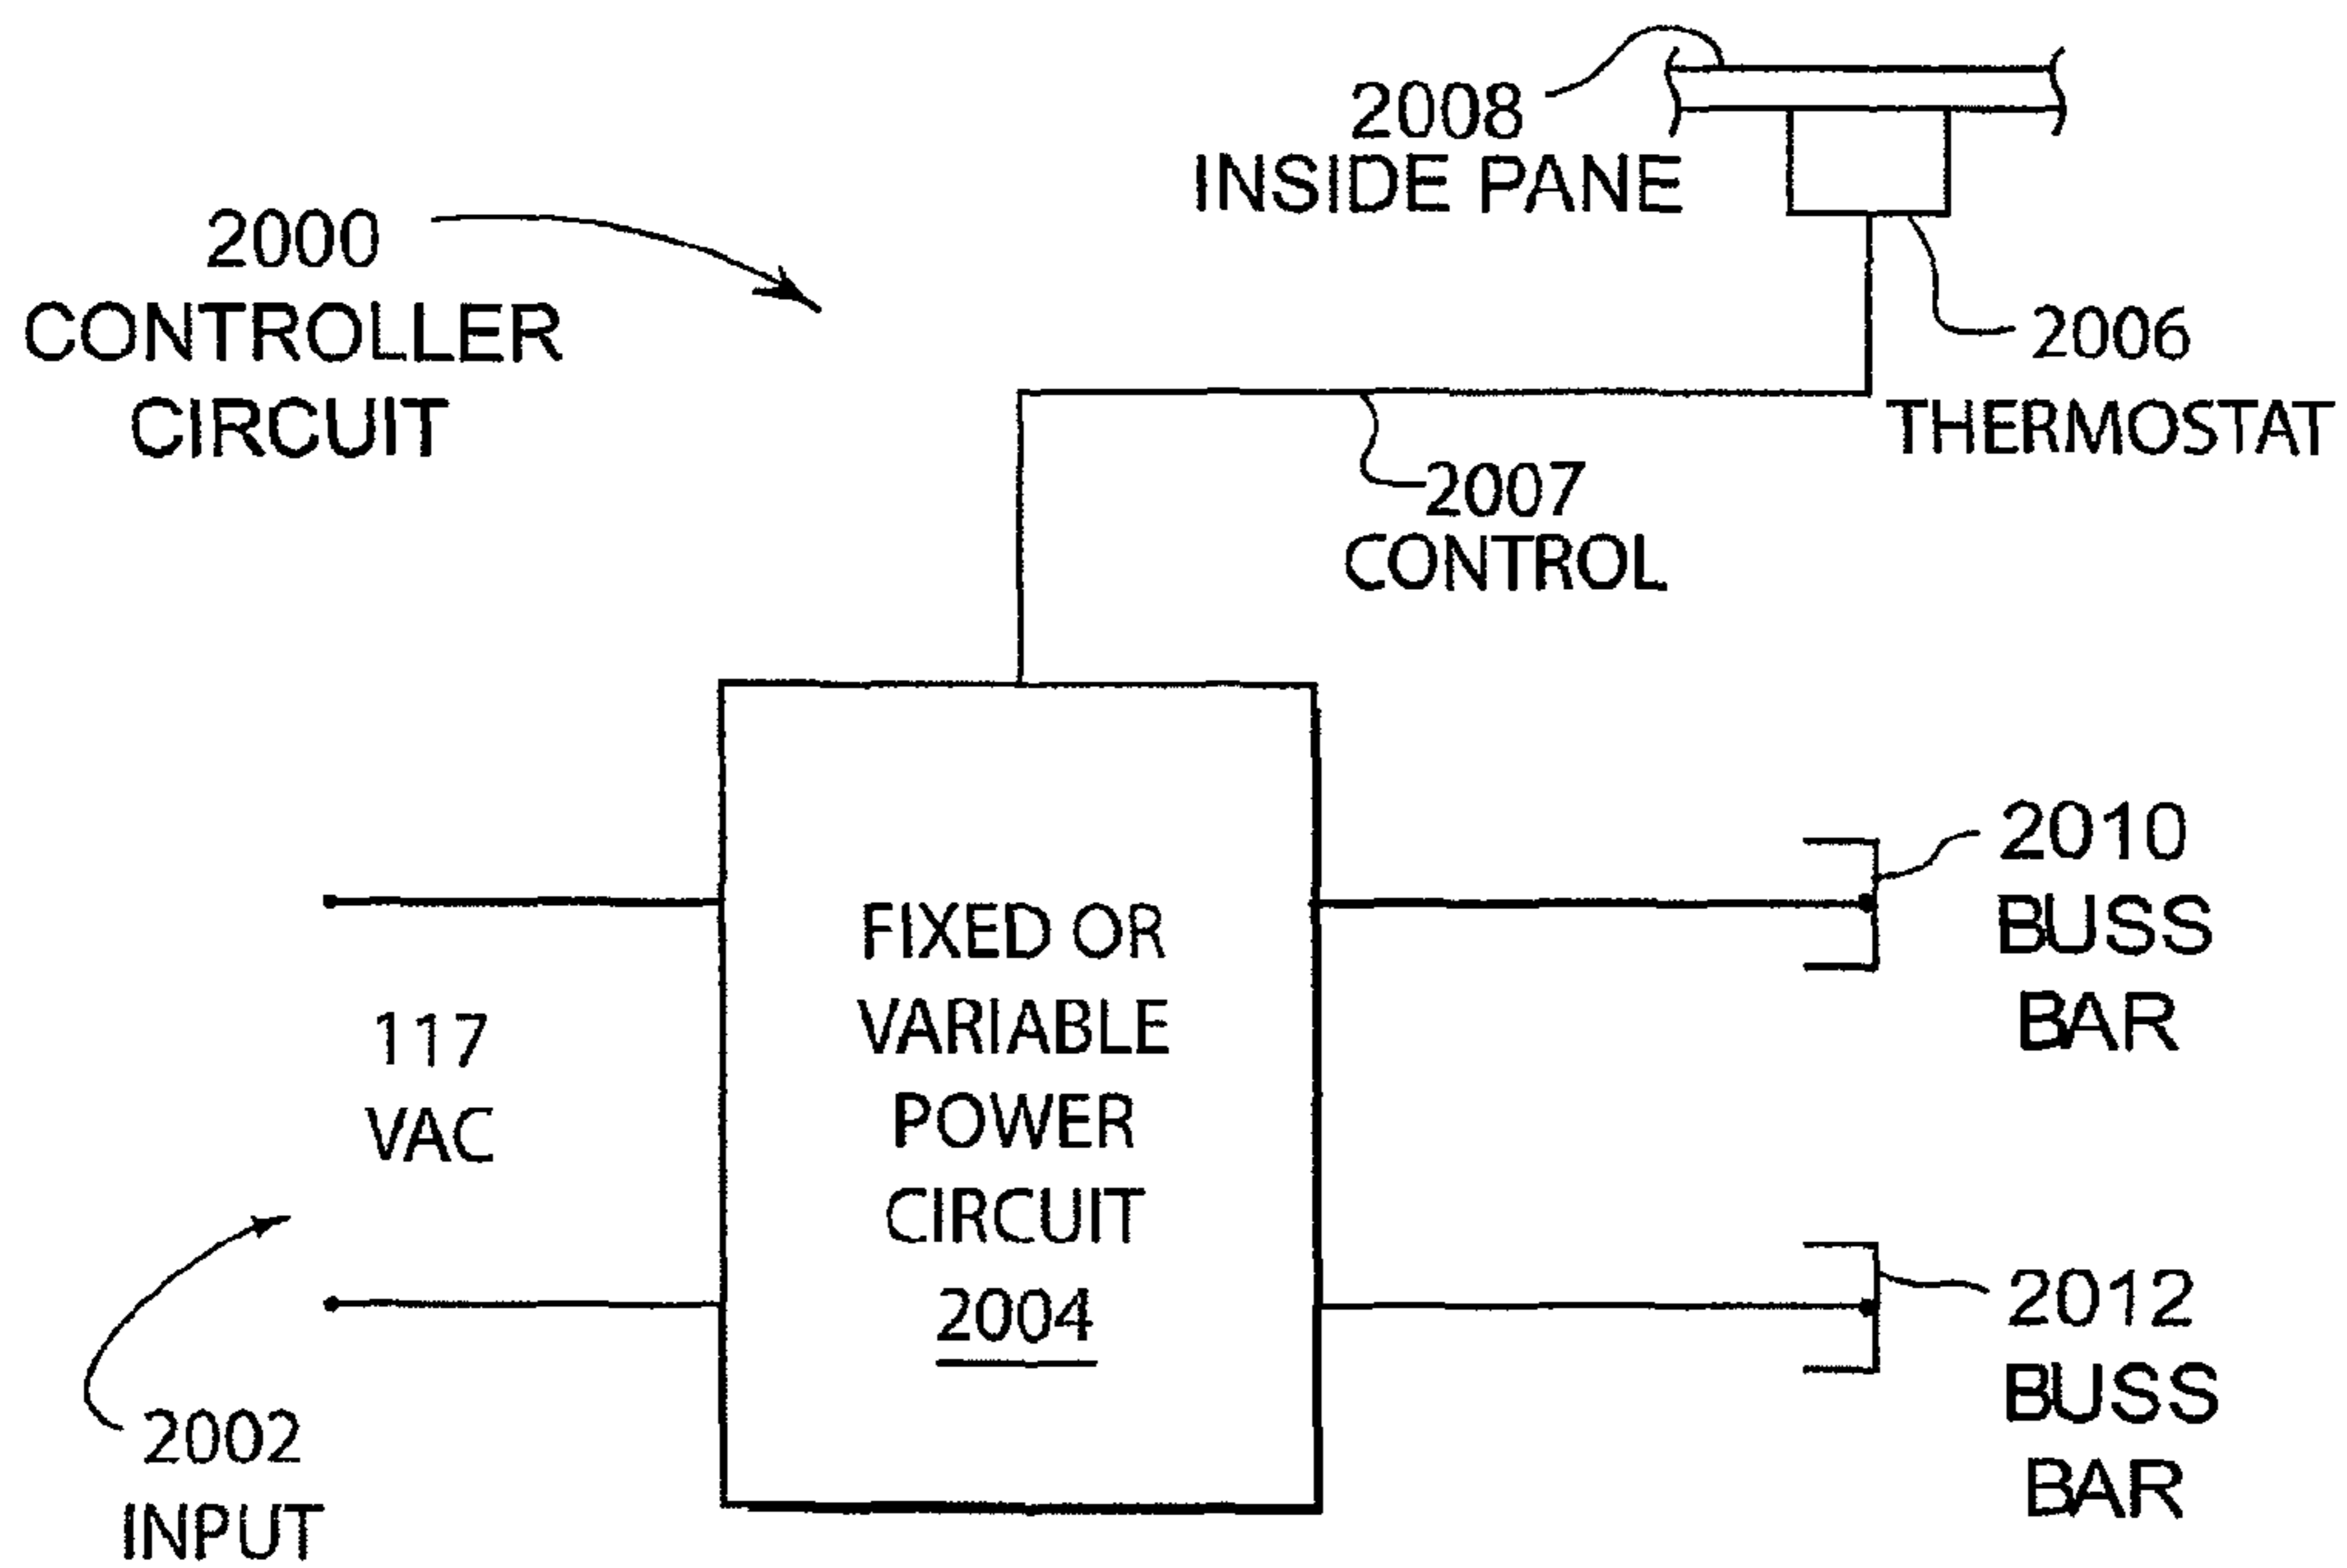 2008
INSIDE PANE
2000
CONTROLLER
CIRCUIT
2006
THERMOSTAT
2007
CONTROL
2010
BUSS
BAR
FIXED OR
VARIABLE
POWER
CIRCUIT
2004
117
VAC
2012
BUSS
BAR
2002
INPUT